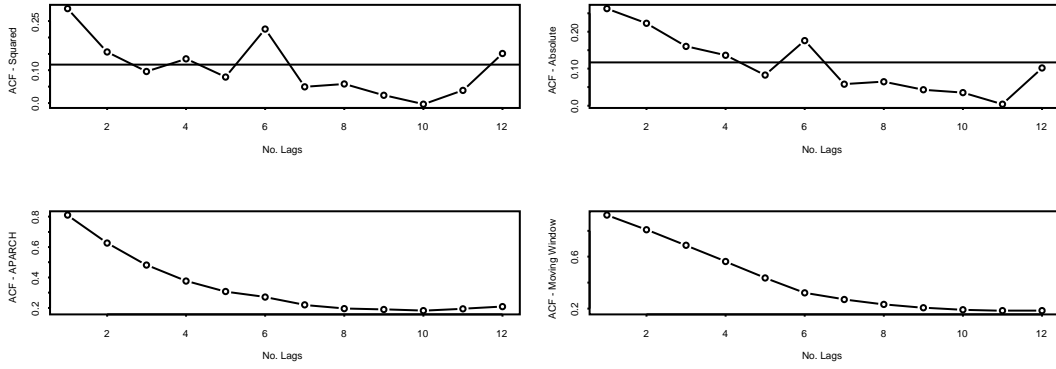 ACF - Squared
0.25
0.10
0.0
2 4 6 8 10 12
No. Lags
ACF - Absolute
0.20
0.10
0.0
2 4 6 8 10 12
No. Lags
ACF - APARCH
0.8
0.6
0.4
0.2
2 4 6 8 10 12
No. Lags
ACF - Moving Window
0.6
0.2
2 4 6 8 10 12
No. Lags